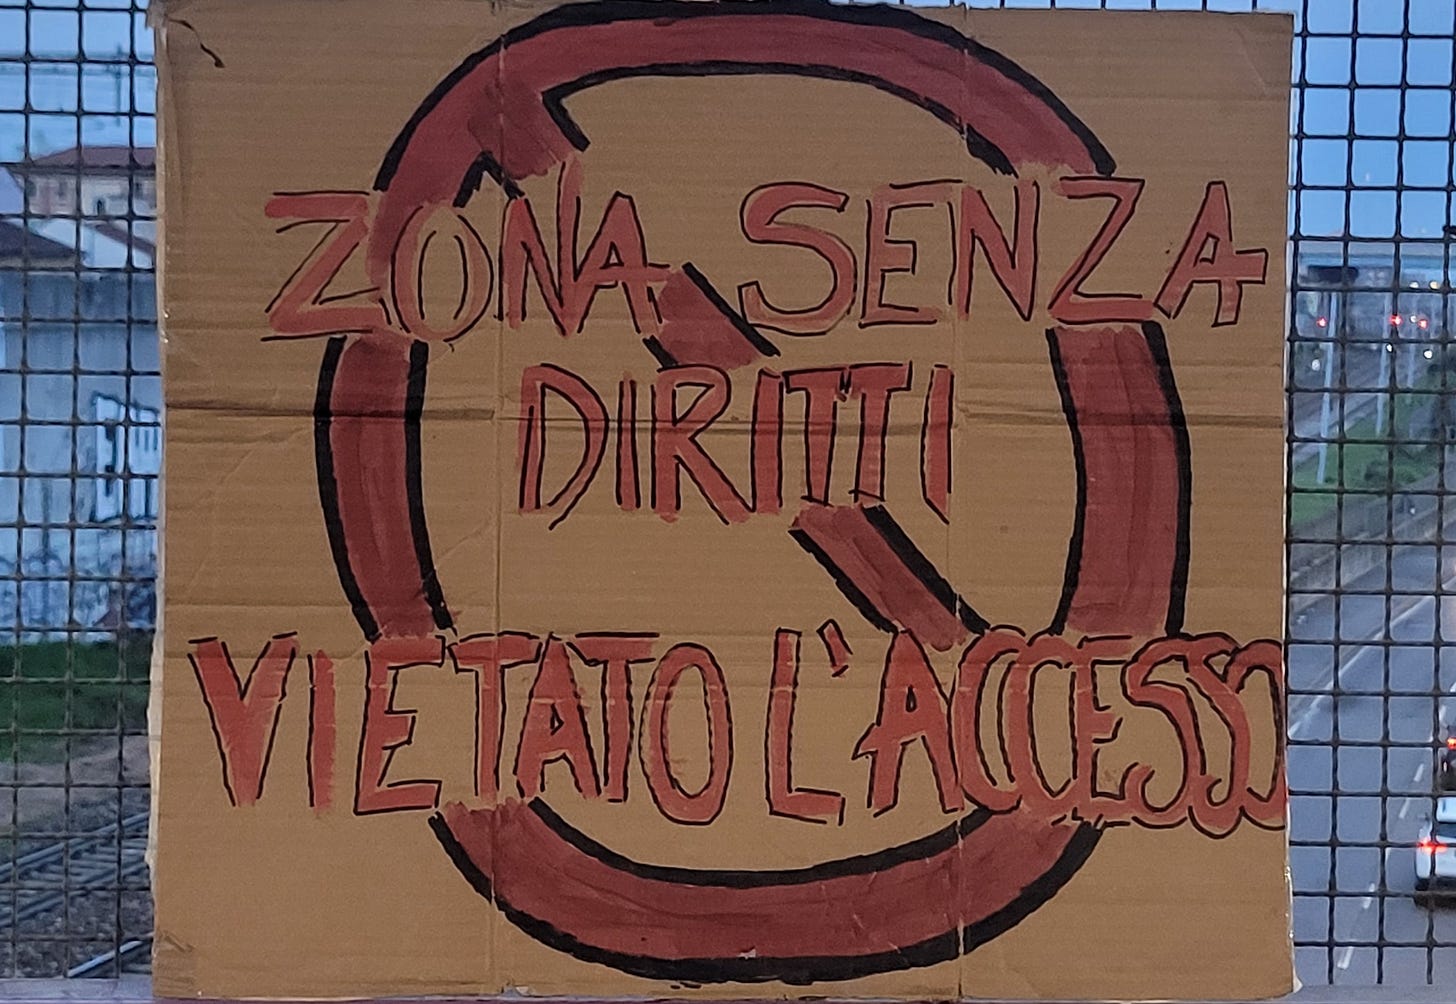 ZONA SENZA
DIRITTI
VIETATO L'ACCESSO